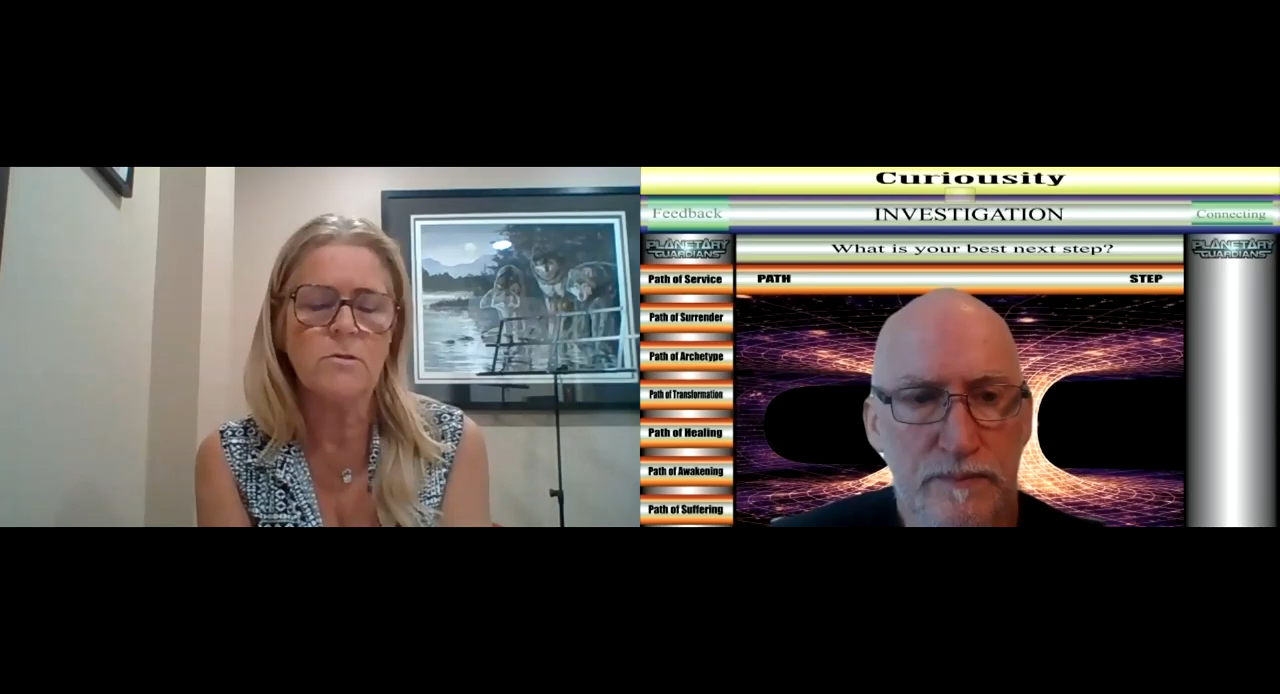 Curiousity
Feedback
INVESTIGATION
Connecting
PLANETARY GUARDIANS
What is your best next step?
PLANETARY GUARDIANS
Path of Service
PATH
STEP
Path of Surrender
Path of Archetype
Path of Transformation
Path of Healing
Path of Awakening
Path of Suffering